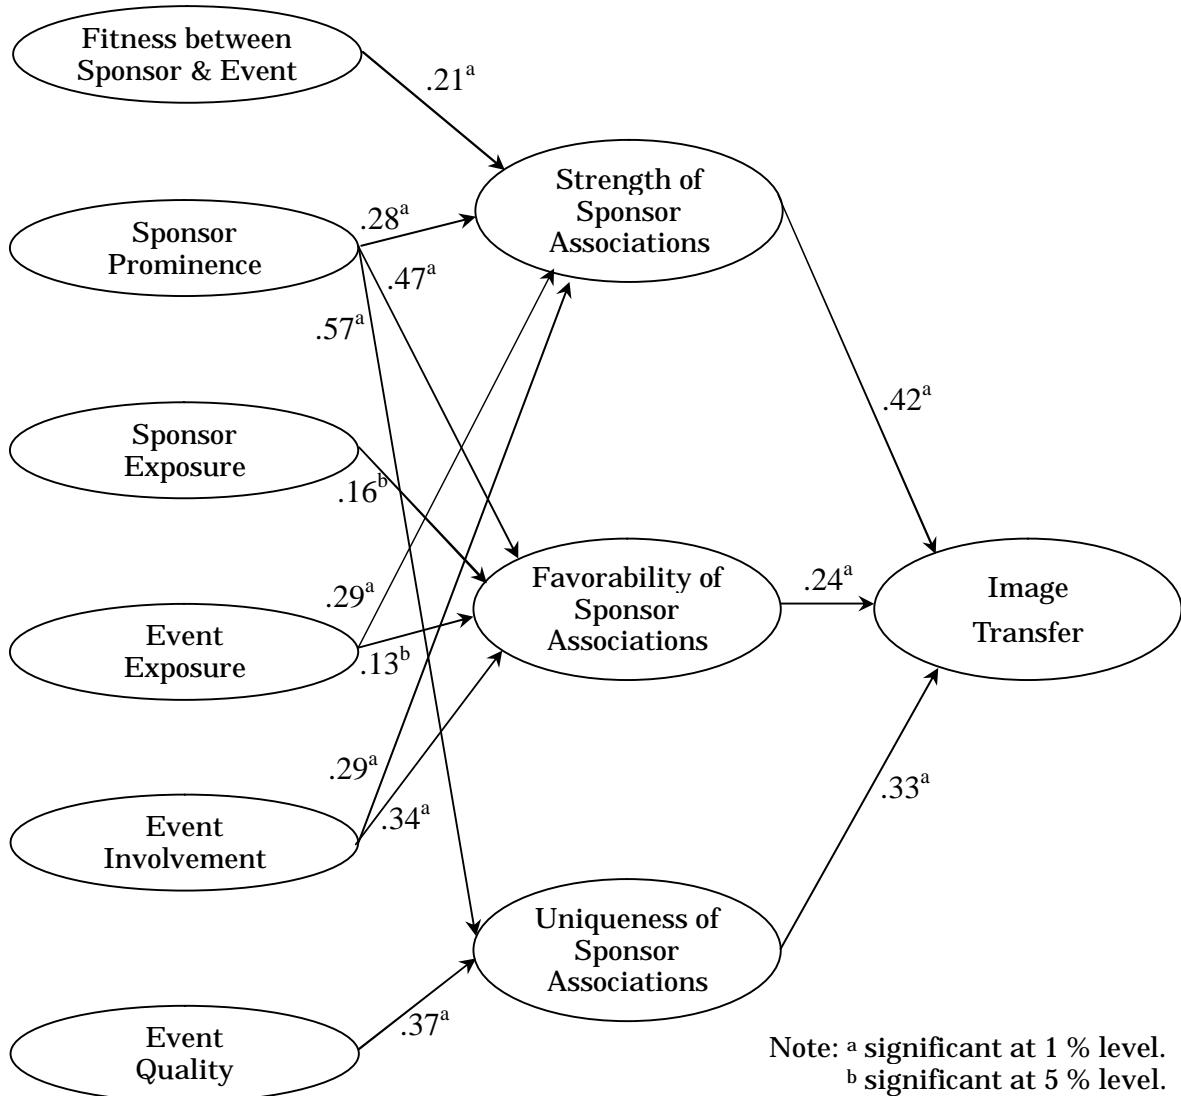 Fitness between
Sponsor & Event
.21a
Strength of
Sponsor
Associations
Sponsor
Prominence
.28a
.47a
.57a
.42a
Sponsor
Exposure
.16b
Favorability of
Sponsor
Associations
.24a
Image
Transfer
.29a
Event
Exposure
.13b
.29a
.34a
.33a
Event
Involvement
Uniqueness of
Sponsor
Associations
.37a
Event
Quality
Note: a significant at 1 % level.
b significant at 5 % level.